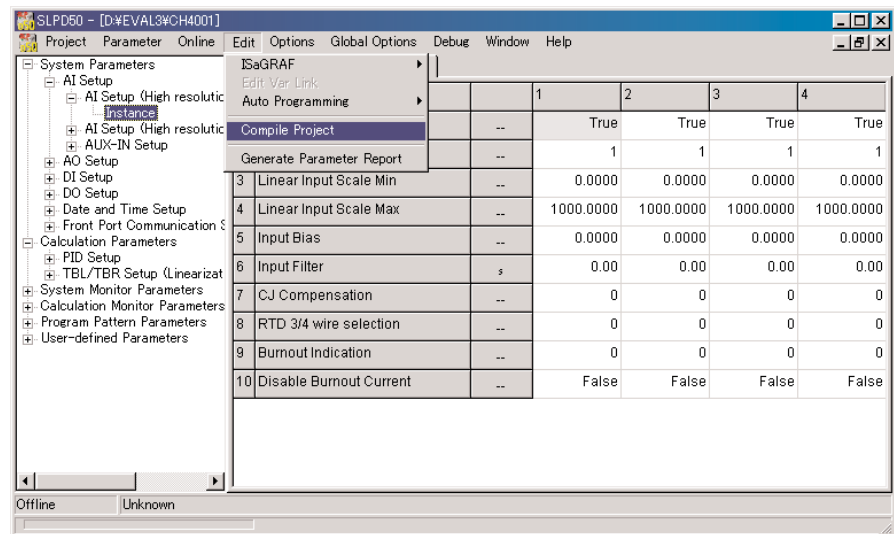 SLPD50 - [D:¥EVAL3¥CH4001]
Project Parameter Online Edit Options Global Options Debug Window Help
System Parameters
AI Setup
AI Setup (High resolutic
Instance
AI Setup (High resolutic
AUX-IN Setup
AO Setup
DI Setup
DO Setup
Date and Time Setup
Front Port Communication S
Calculation Parameters
PID Setup
TBL/TBR Setup (Linearizat
System Monitor Parameters
Calculation Monitor Parameters
Program Pattern Parameters
User-defined Parameters
ISaGRAF
Edit Var Link
Auto Programming
Compile Project
Generate Parameter Report
1 2 3 4
-- True True True True
-- 1 1 1 1
3 Linear Input Scale Min -- 0.0000 0.0000 0.0000 0.0000
4 Linear Input Scale Max -- 1000.0000 1000.0000 1000.0000 1000.0000
5 Input Bias -- 0.0000 0.0000 0.0000 0.0000
6 Input Filter s 0.00 0.00 0.00 0.00
7 CJ Compensation -- 0 0 0 0
8 RTD 3/4 wire selection -- 0 0 0 0
9 Burnout Indication -- 0 0 0 0
10 Disable Burnout Current -- False False False False
Offline Unknown